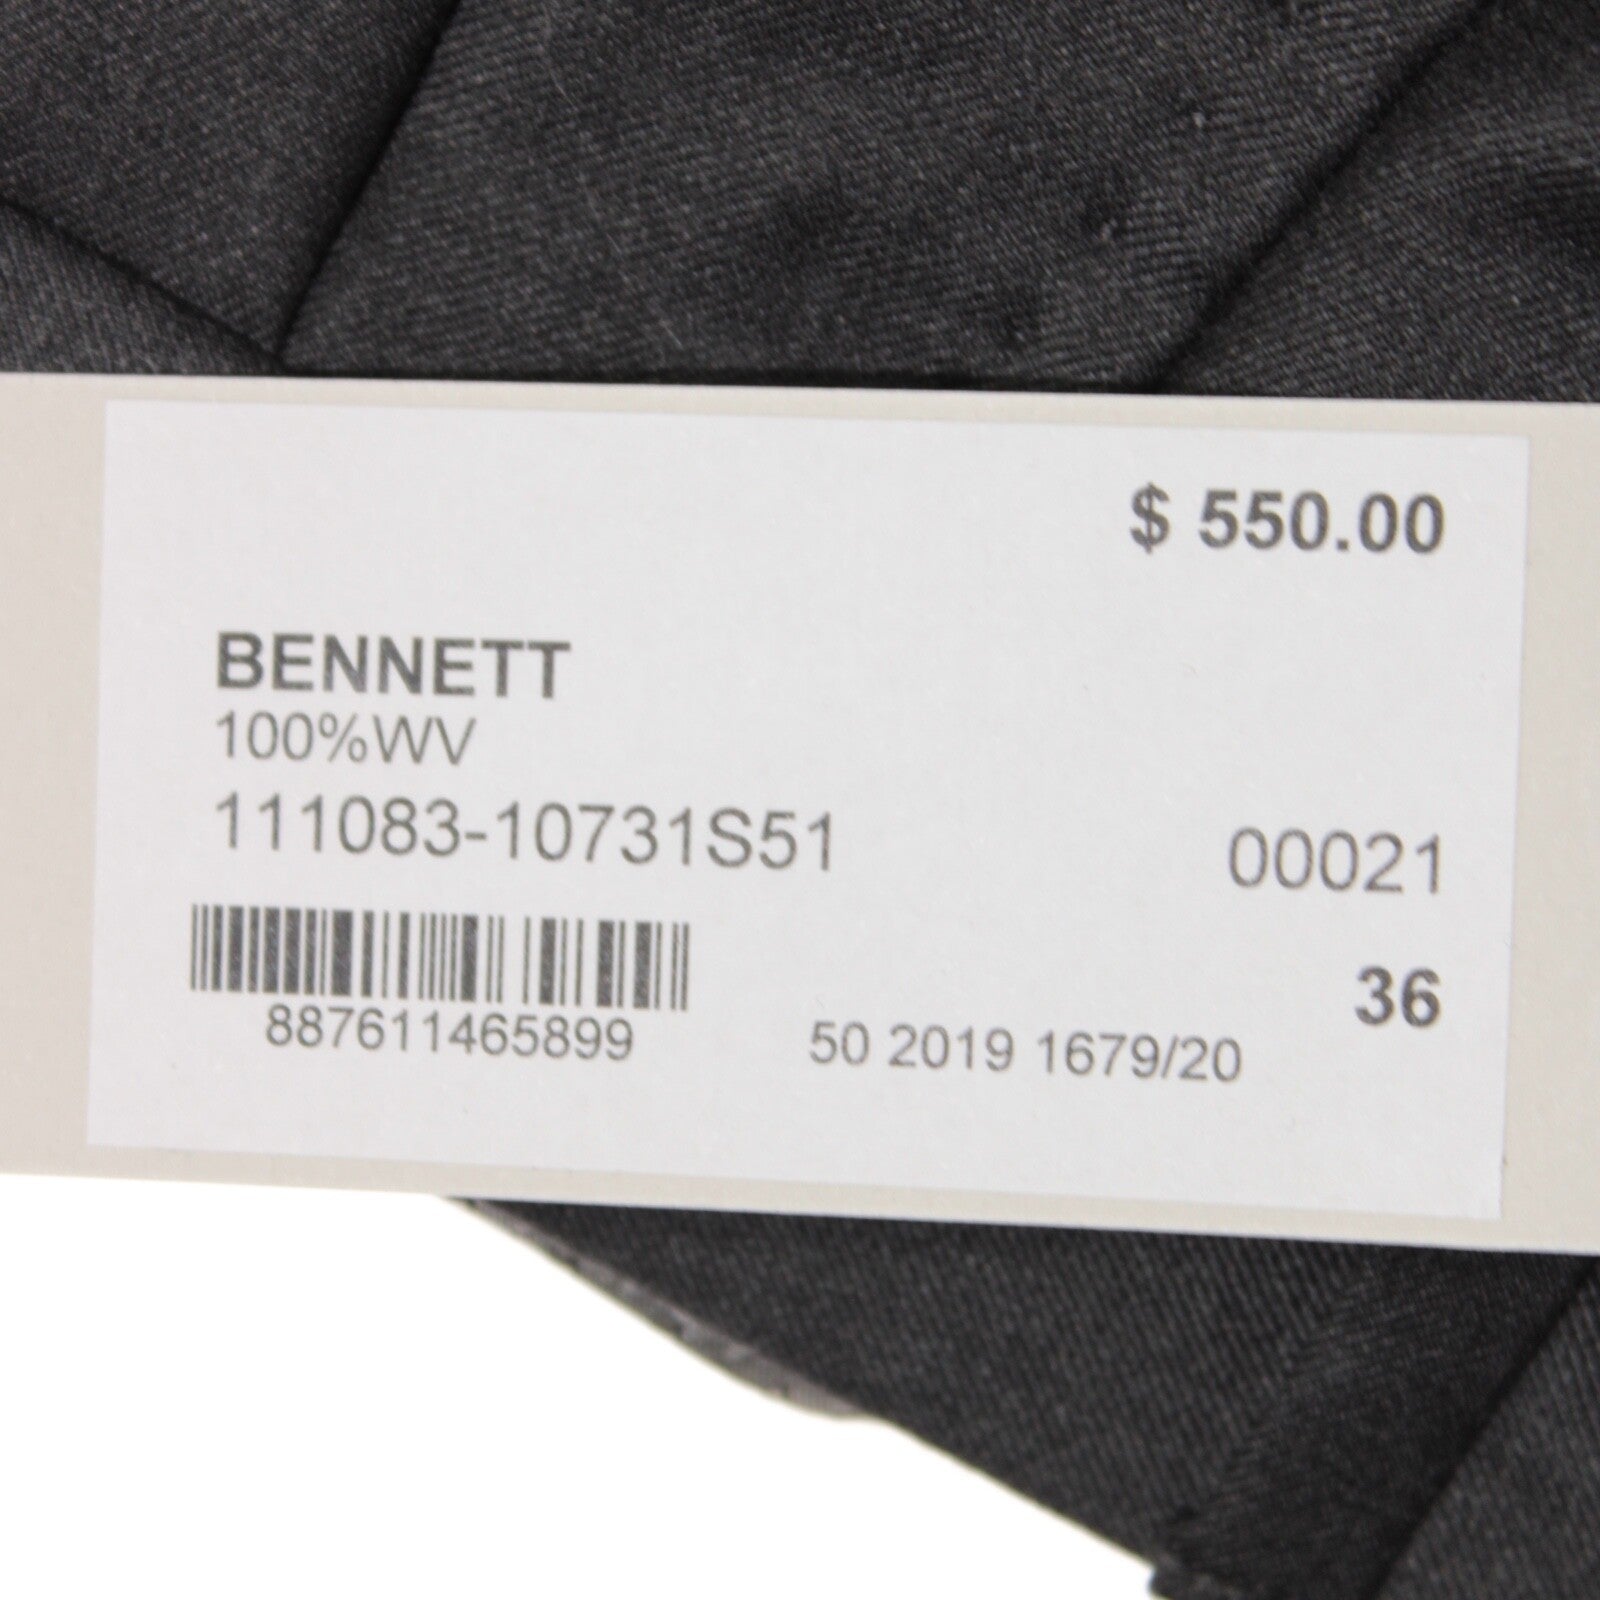 $ 550.00
BENNETT
100%WV
111083-10731S51 00021
36
887611465899 50 2019 1679/20